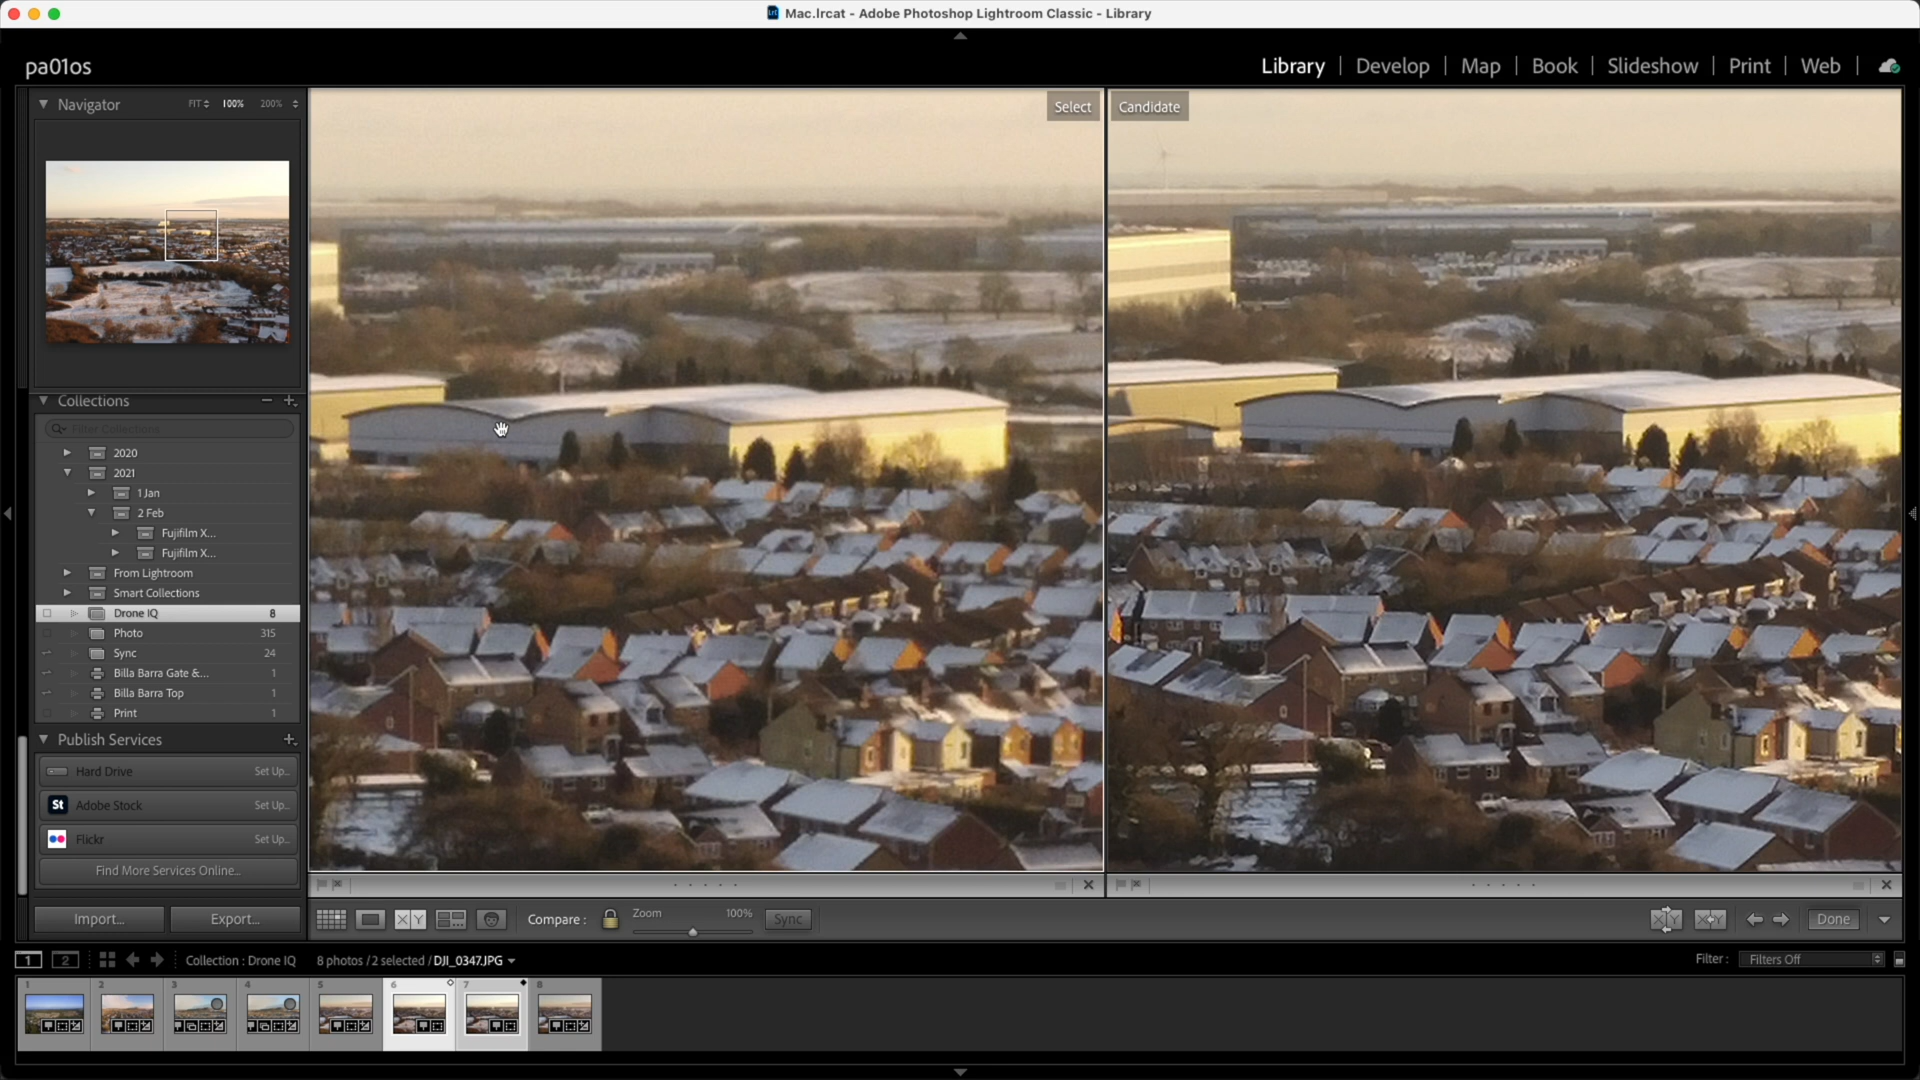 Mac.lrcat - Adobe Photoshop Lightroom Classic - Library
pa01os
Library | Develop | Map | Book | Slideshow | Print | Web
Navigator FIT 100% 200%
Select
Candidate
Collections
Filter Collections
2020
2021
1 Jan
2 Feb
Fujifilm X...
Fujifilm X...
From Lightroom
Smart Collections
Drone IQ 8
Photo 315
Sync 24
Billa Barra Gate &... 1
Billa Barra Top 1
Print 1
Publish Services
Hard Drive Set Up...
St Adobe Stock Set Up...
Flickr Set Up...
Find More Services Online...
Import... Export...
XY Compare : Zoom 100% Sync
Done
1 2 Collection : Drone IQ 8 photos / 2 selected / DJI_0347.JPG
Filter : Filters Off
1 2 3 4 5 6 7 8